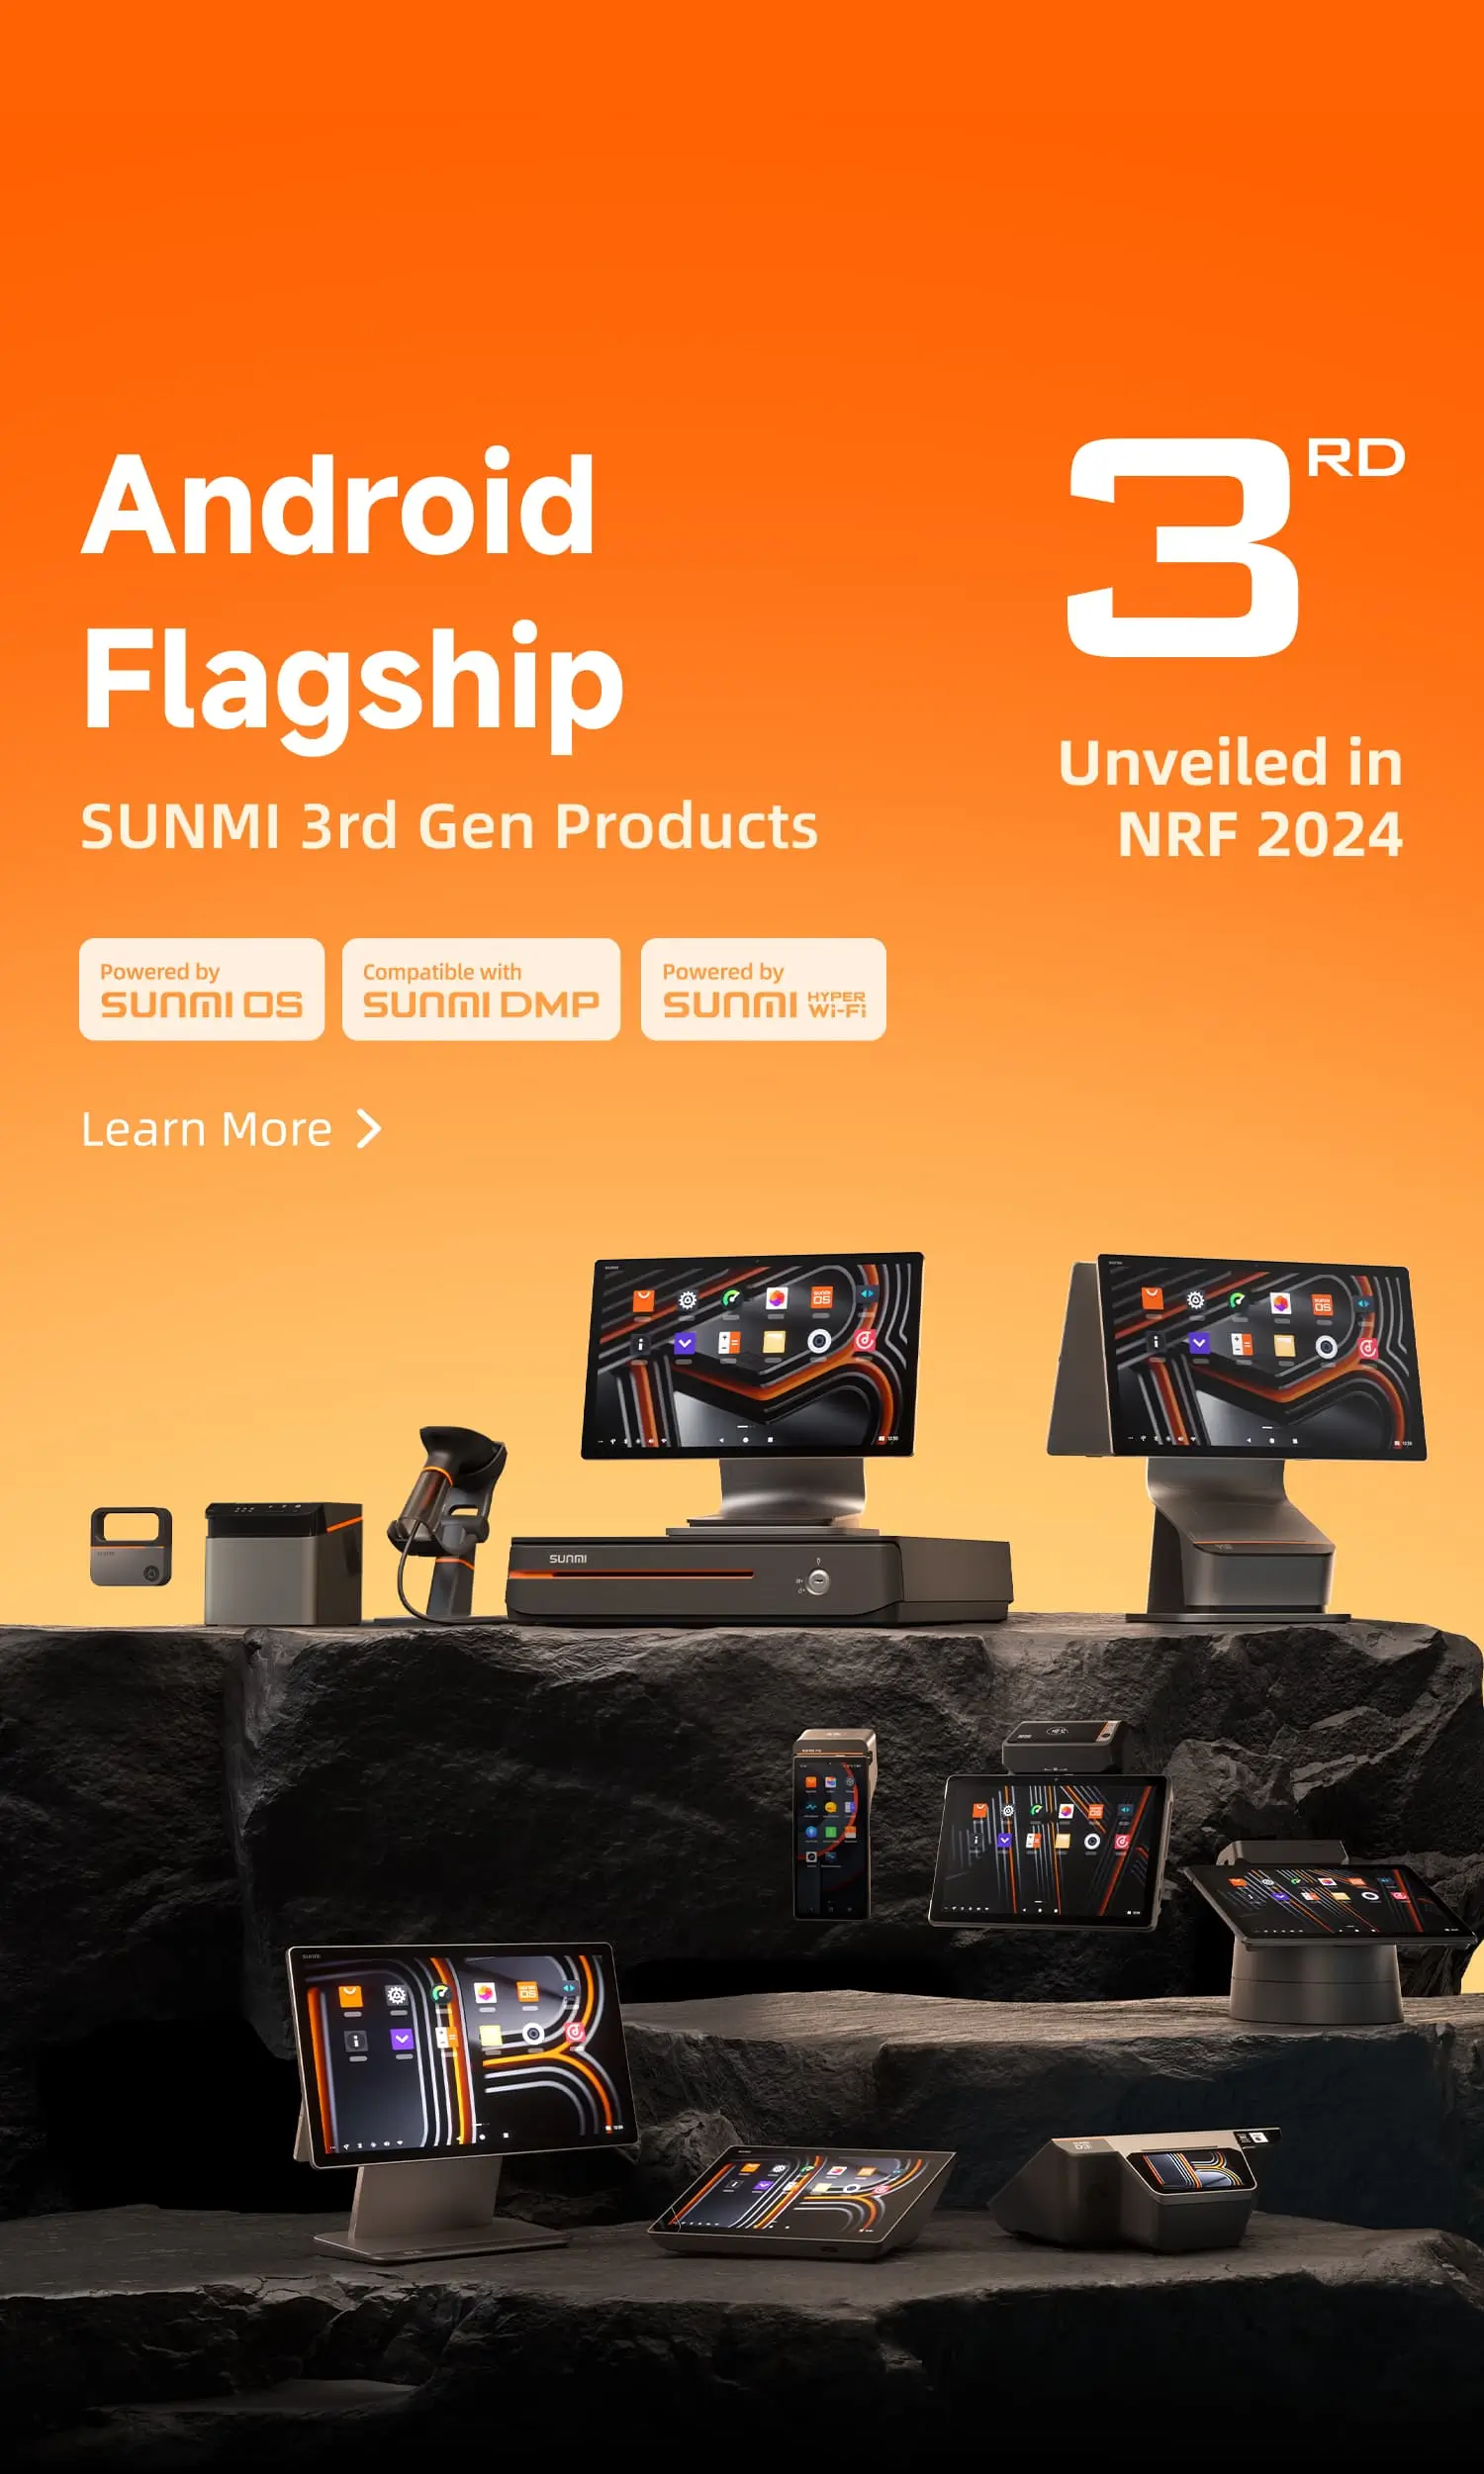 Android
Flagship
SUNMI 3rd Gen Products
3RD
Unveiled in
NRF 2024
Powered by
SUNMI OS
Compatible with
SUNMI DMP
Powered by
SUNMI HYPER Wi-Fi
Learn More
SUNMI